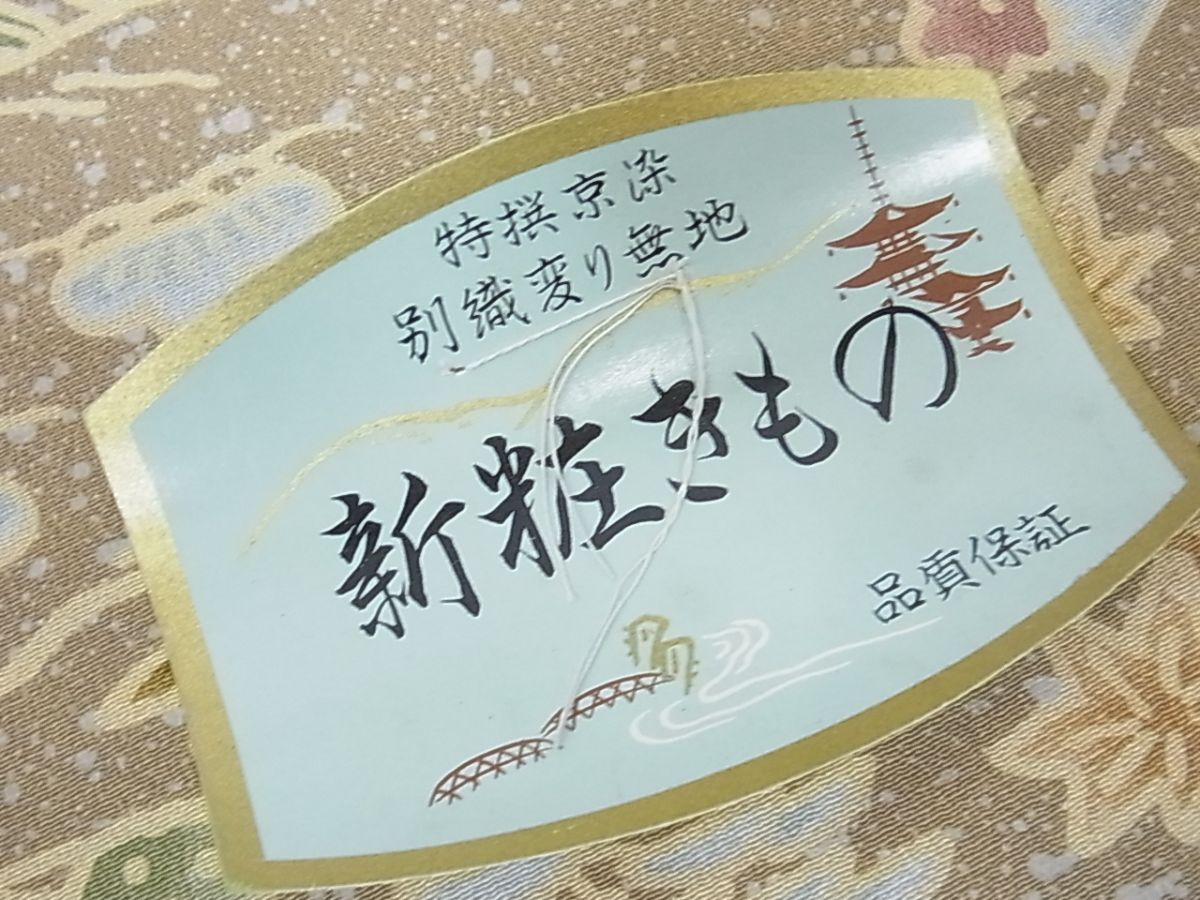 特撰京染
別織変り無地
新粧きもの
品質保証